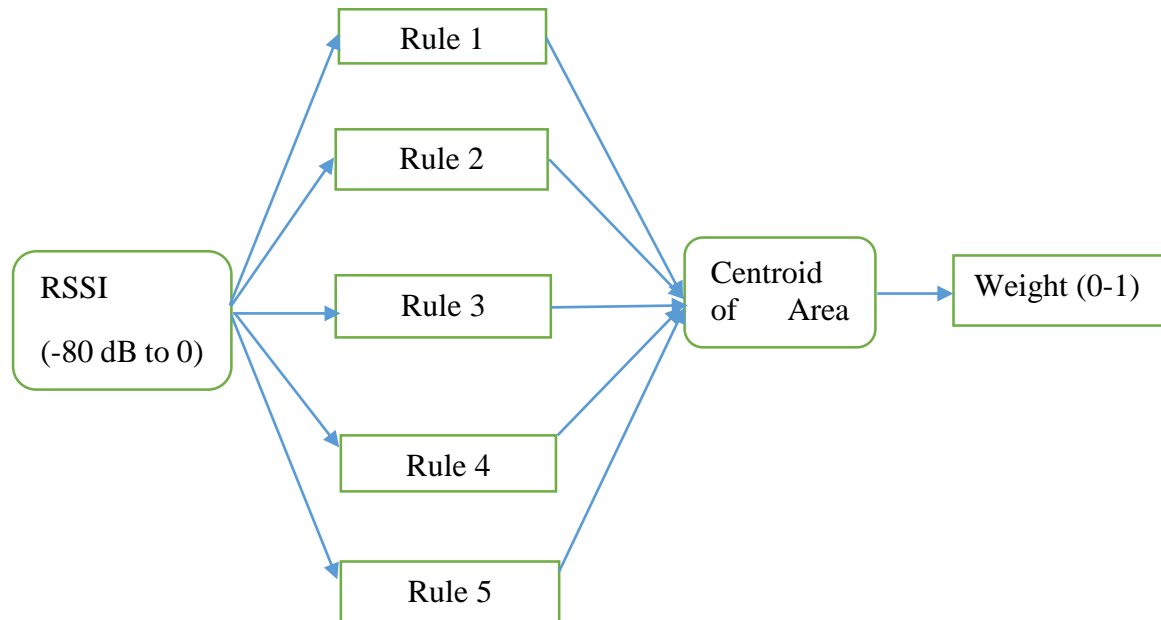 Rule 1
Rule 2
RSSI
(-80 dB to 0)
Rule 3
Centroid
of Area
Weight (0-1)
Rule 4
Rule 5